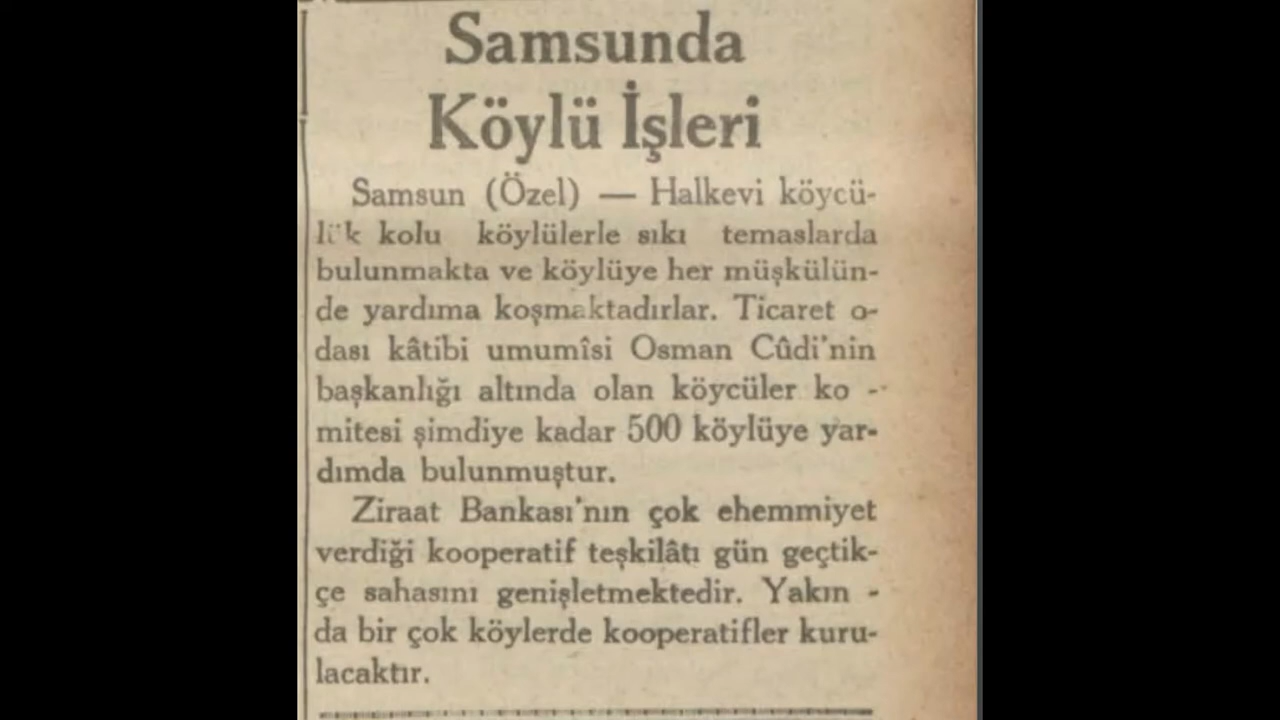 Samsunda
Köylü İşleri
Samsun (Özel) — Halkevi köycü-
lük kolu köylülerle sıkı temaslarda
bulunmakta ve köylüye her müşkülün-
de yardıma koşmaktadırlar. Ticaret o-
dası kâtibi umumîsi Osman Cûdi'nin
başkanlığı altında olan köycüler ko -
mitesi şimdiye kadar 500 köylüye yar-
dımda bulunmuştur.
Ziraat Bankası'nın çok ehemmiyet
verdiği kooperatif teşkilâtı gün geçtik-
çe sahasını genişletmektedir. Yakın -
da bir çok köylerde kooperatifler kuru-
lacaktır.